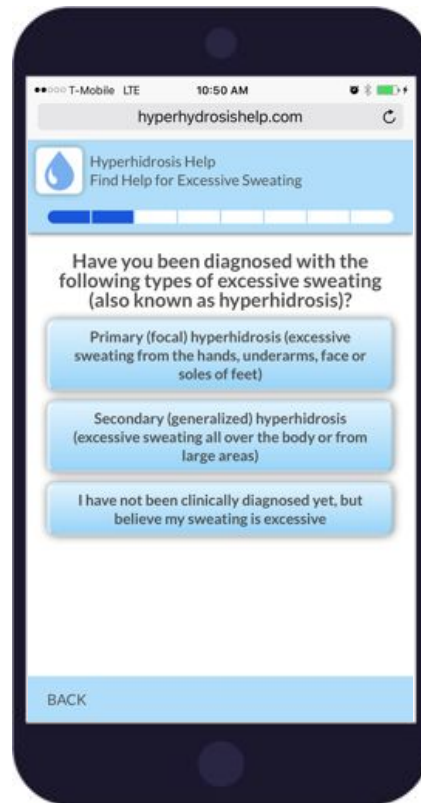 T-Mobile LTE 10:50 AM
hyperhydrosishelp.com
Hyperhidrosis Help
Find Help for Excessive Sweating
Have you been diagnosed with the
following types of excessive sweating
(also known as hyperhidrosis)?
Primary (focal) hyperhidrosis (excessive
sweating from the hands, underarms, face or
soles of feet)
Secondary (generalized) hyperhidrosis
(excessive sweating all over the body or from
large areas)
I have not been clinically diagnosed yet, but
believe my sweating is excessive
BACK